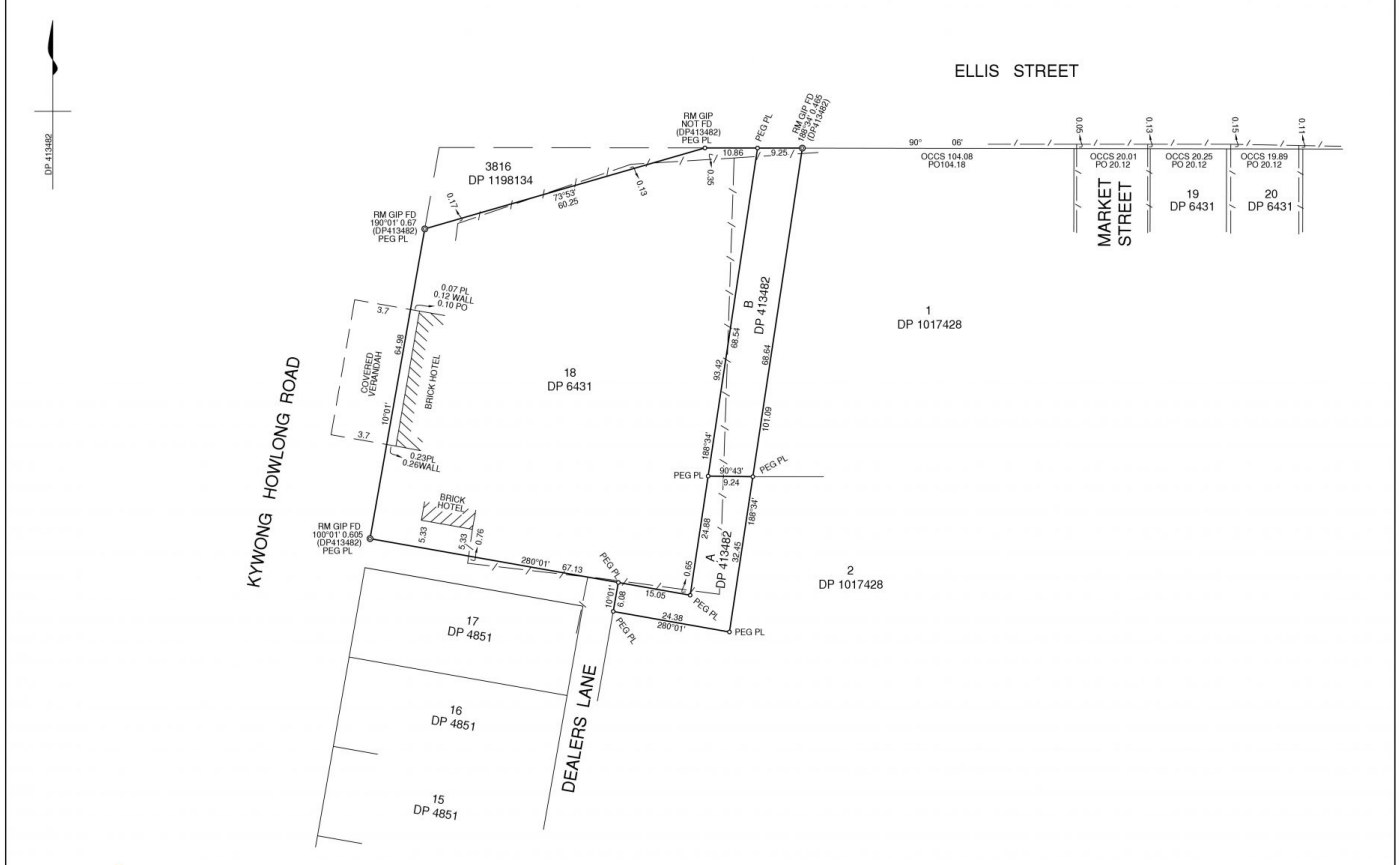 DP 413482
ELLIS STREET
RM GIP
NOT FD
(DP413482)
PEG PL
PEG PL
RM GIP FD
188°34' 0.465
(DP413482)
10.86
9.25
90° 06'
0.05
0.13
0.15
0.11
OCCS 104.08
PO104.18
OCCS 20.01
PO 20.12
OCCS 20.25
PO 20.12
OCCS 19.89
PO 20.12
MARKET
STREET
19
DP 6431
20
DP 6431
3816
DP 1198134
0.17
73°53'
60.25
0.13
0.35
RM GIP FD
190°01' 0.67
(DP413482)
PEG PL
0.07 PL
0.12 WALL
0.10 PO
3.7
64.98
COVERED
VERANDAH
BRICK HOTEL
10°01'
3.7
0.23PL
0.26WALL
KYWONG HOWLONG ROAD
18
DP 6431
B
DP 413482
68.54
93.42
68.64
101.09
188°34'
1
DP 1017428
PEG PL
90°43'
9.24
PEG PL
188°34'
24.88
A
DP 413482
32.45
0.65
2
DP 1017428
BRICK
HOTEL
5.33
5.33
0.76
RM GIP FD
100°01' 0.605
(DP413482)
PEG PL
280°01'
67.13
PEG PL
15.05
PEG PL
10°01'
6.08
24.38
280°01'
PEG PL
PEG PL
17
DP 4851
16
DP 4851
15
DP 4851
DEALERS LANE